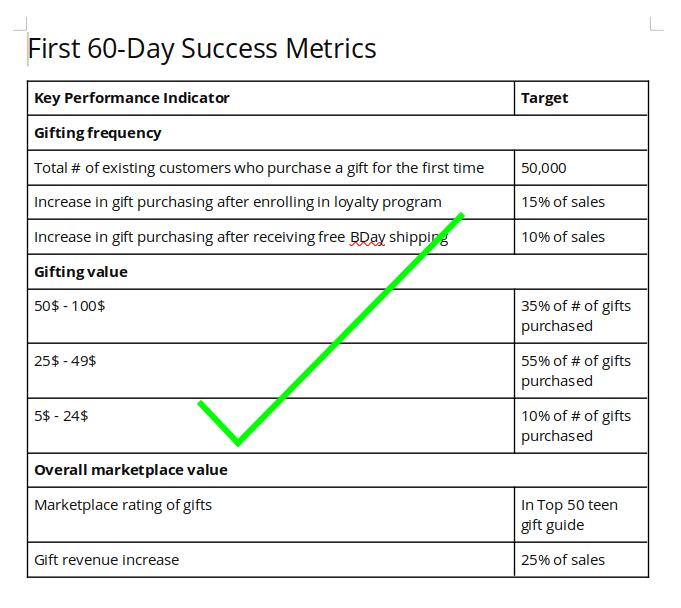 First 60-Day Success Metrics
Key Performance Indicator
Target
Gifting frequency
Total # of existing customers who purchase a gift for the first time
50,000
Increase in gift purchasing after enrolling in loyalty program
15% of sales
Increase in gift purchasing after receiving free BDay shipping
10% of sales
Gifting value
50$ - 100$
35% of # of gifts
purchased
25$ - 49$
55% of # of gifts
purchased
5$ - 24$
10% of # of gifts
purchased
Overall marketplace value
Marketplace rating of gifts
In Top 50 teen
gift guide
Gift revenue increase
25% of sales